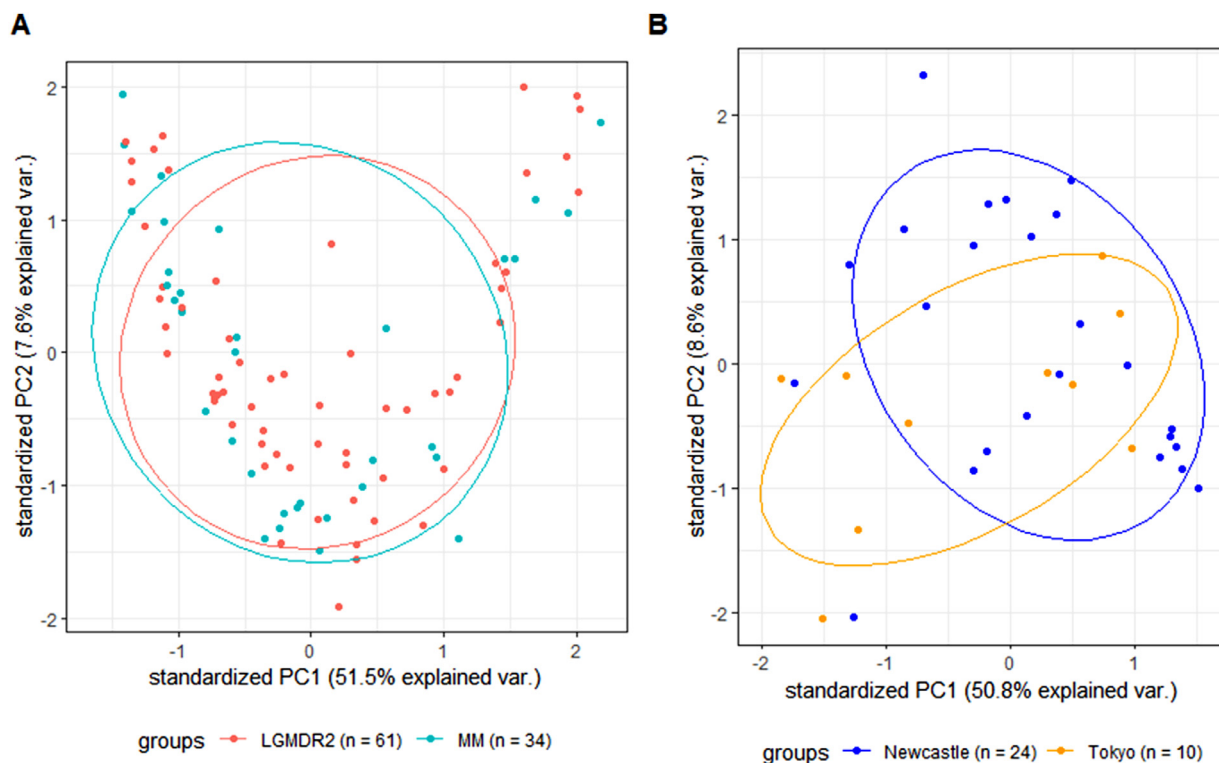 A
standardized PC2 (7.6% explained var.)
2
1
0
-1
-2
-1
0
1
2
standardized PC1 (51.5% explained var.)
groups LGMDR2 (n = 61) MM (n = 34)
B
standardized PC2 (8.6% explained var.)
2
1
0
-1
-2
-2
-1
0
1
standardized PC1 (50.8% explained var.)
groups Newcastle (n = 24) Tokyo (n = 10)